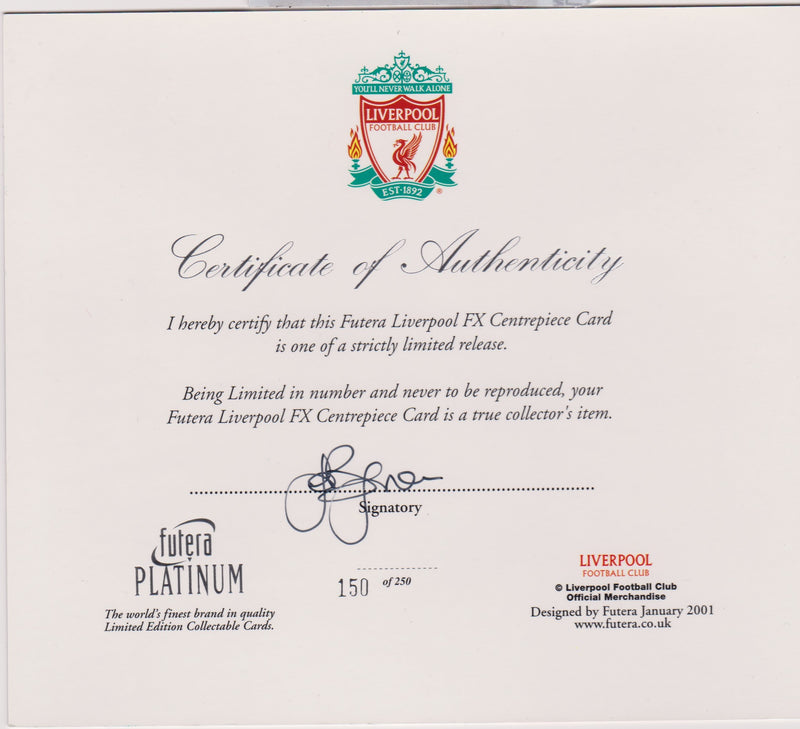 YOU'LL NEVER WALK ALONE
LIVERPOOL
FOOTBALL CLUB
EST·1892
®
Certificate of Authenticity
I hereby certify that this Futera Liverpool FX Centrepiece Card
is one of a strictly limited release.
Being Limited in number and never to be reproduced, your
Futera Liverpool FX Centrepiece Card is a true collector's item.
Signatory
futera
PLATINUM
The world's finest brand in quality
Limited Edition Collectable Cards.
150 of 250
LIVERPOOL
FOOTBALL CLUB
© Liverpool Football Club
Official Merchandise
Designed by Futera January 2001
www.futera.co.uk